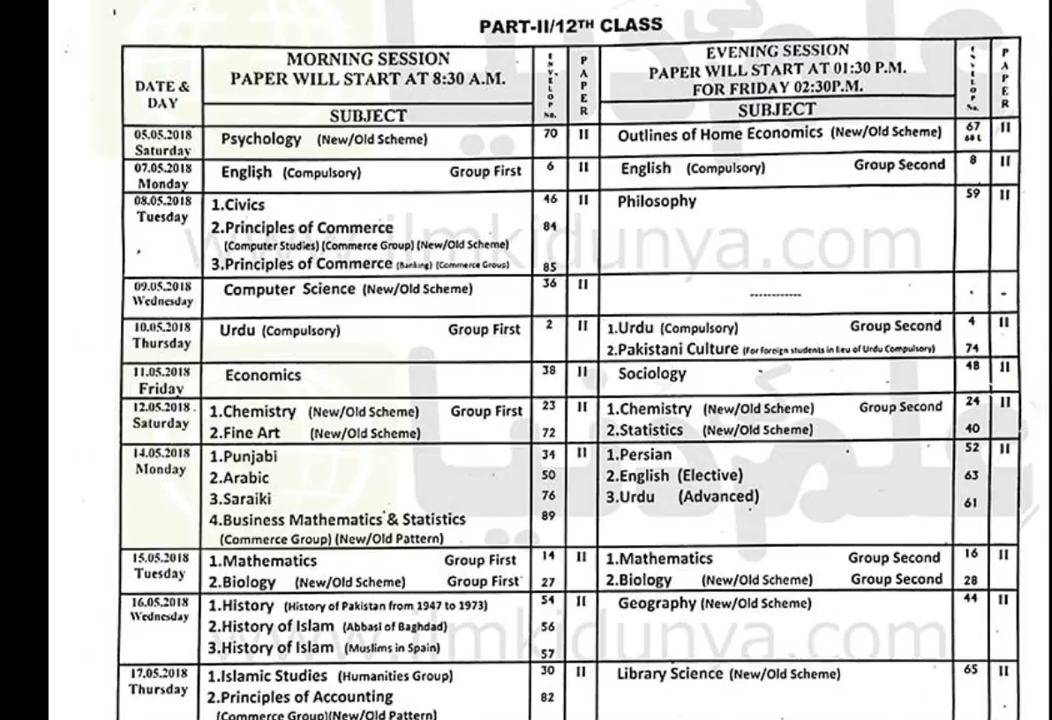 PART-II/12TH CLASS
DATE & DAY
MORNING SESSION
PAPER WILL START AT 8:30 A.M.
SUBJECT
ENVELOP No.
PAPER
EVENING SESSION
PAPER WILL START AT 01:30 P.M.
FOR FRIDAY 02:30P.M.
SUBJECT
ENVELOP No.
PAPER
05.05.2018 Saturday
Psychology (New/Old Scheme) 70 II
Outlines of Home Economics (New/Old Scheme) 67 II
07.05.2018 Monday
English (Compulsory) Group First 6 II
English (Compulsory) Group Second 8 II
08.05.2018 Tuesday
1.Civics 46 II
2.Principles of Commerce 84
(Computer Studies) (Commerce Group) (New/Old Scheme)
3.Principles of Commerce (Banking) (Commerce Group) 85
Philosophy 59 II
09.05.2018 Wednesday
Computer Science (New/Old Scheme) 36 II
----------- . -
10.05.2018 Thursday
Urdu (Compulsory) Group First 2 II
1.Urdu (Compulsory) Group Second 4 II
2.Pakistani Culture (For foreign students in lieu of Urdu Compulsory) 74
11.05.2018 Friday
Economics 38 II
Sociology 48 II
12.05.2018 Saturday
1.Chemistry (New/Old Scheme) Group First 23 II
2.Fine Art (New/Old Scheme) 72
1.Chemistry (New/Old Scheme) Group Second 24 II
2.Statistics (New/Old Scheme) 40
14.05.2018 Monday
1.Punjabi 34 II
2.Arabic 50
3.Saraiki 76
4.Business Mathematics & Statistics 89
(Commerce Group) (New/Old Pattern)
1.Persian 52 II
2.English (Elective) 63
3.Urdu (Advanced) 61
15.05.2018 Tuesday
1.Mathematics Group First 14 II
2.Biology (New/Old Scheme) Group First 27
1.Mathematics Group Second 16 II
2.Biology (New/Old Scheme) Group Second 28
16.05.2018 Wednesday
1.History (History of Pakistan from 1947 to 1973) 54 II
2.History of Islam (Abbasi of Baghdad) 56
3.History of Islam (Muslims in Spain) 57
Geography (New/Old Scheme) 44 II
17.05.2018 Thursday
1.Islamic Studies (Humanities Group) 30 II
2.Principles of Accounting 82
(Commerce Group)(New/Old Pattern)
Library Science (New/Old Scheme) 65 II
www.ilmkidunya.com
www.ilmkidunya.com